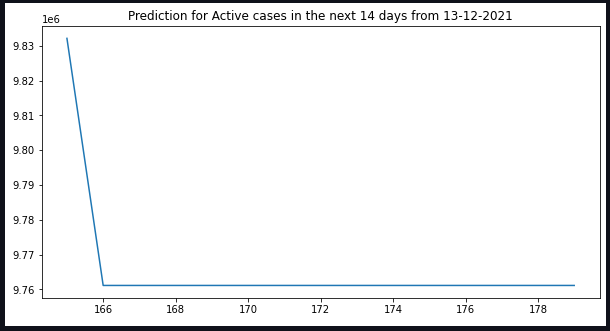 Prediction for Active cases in the next 14 days from 13-12-2021
1e6
9.83
9.82
9.81
9.80
9.79
9.78
9.77
9.76
166 168 170 172 174 176 178